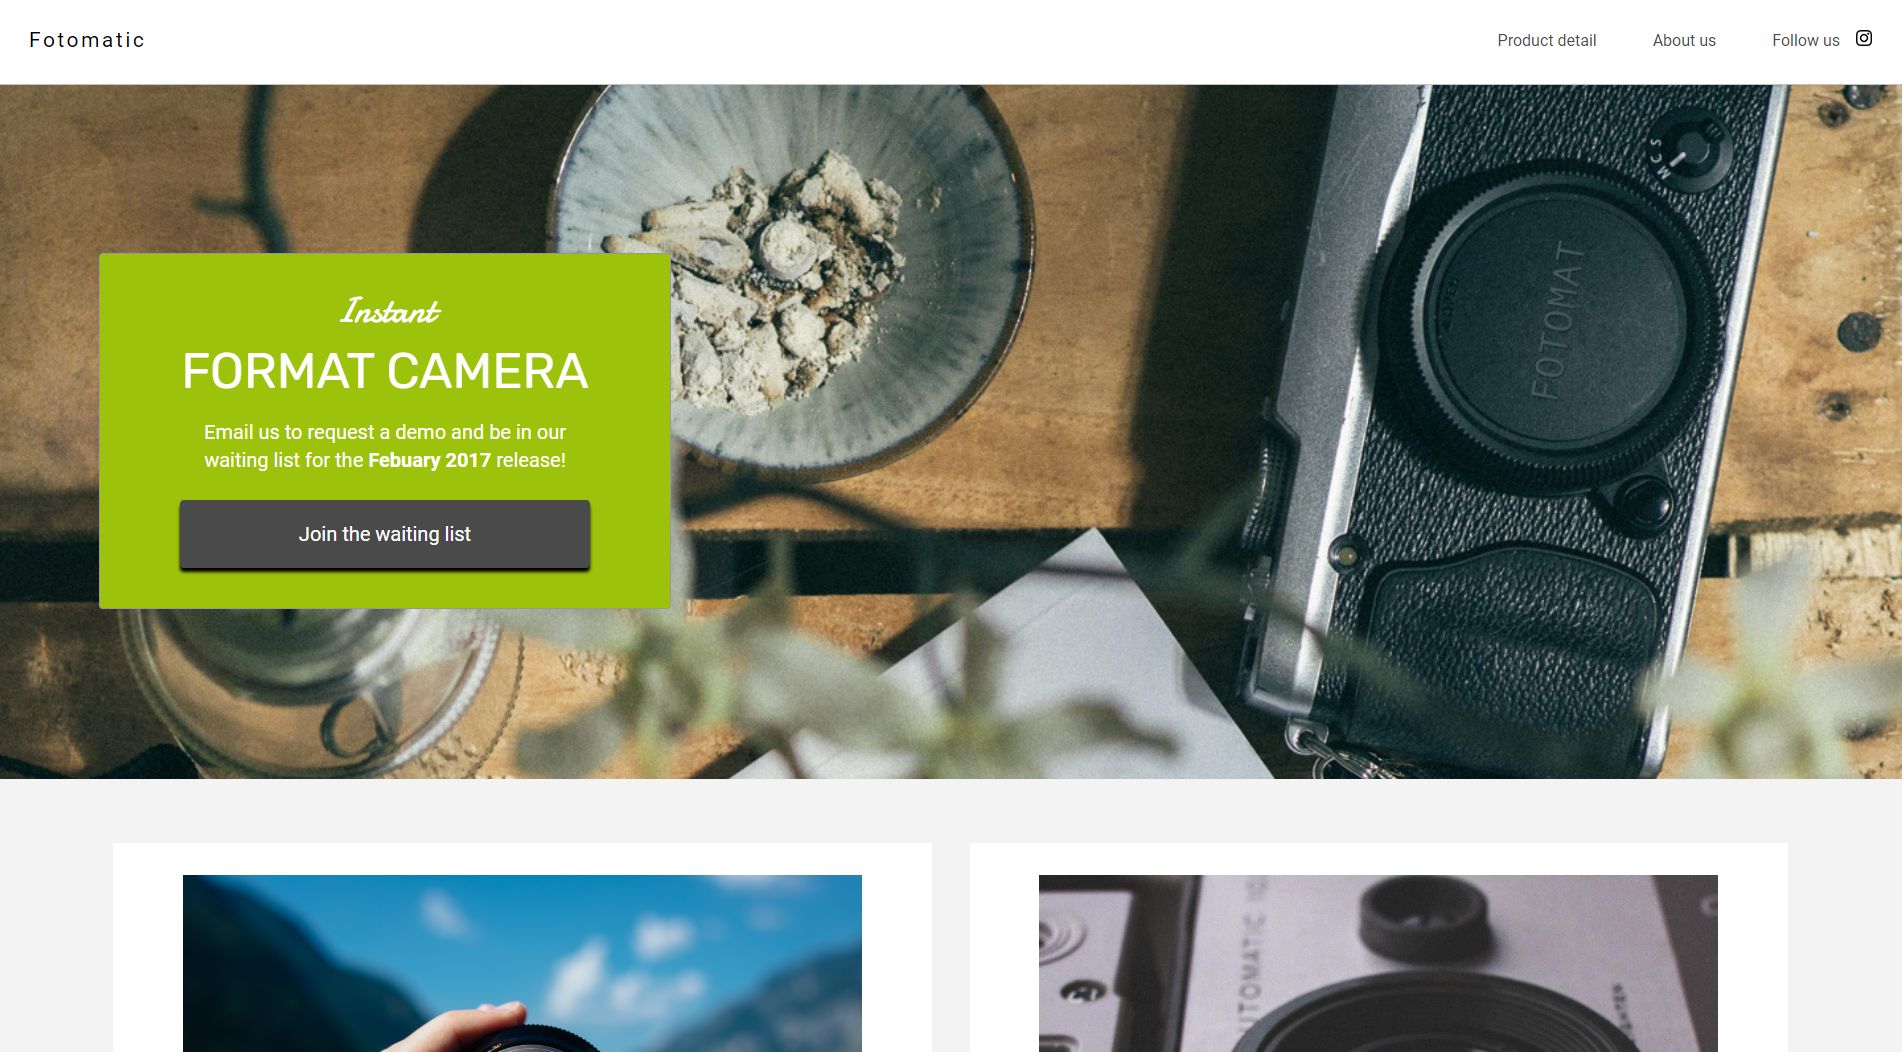 Fotomatic
Product detail About us Follow us
M C S
FOTOMAT
Instant
FORMAT CAMERA
Email us to request a demo and be in our
waiting list for the Febuary 2017 release!
Join the waiting list